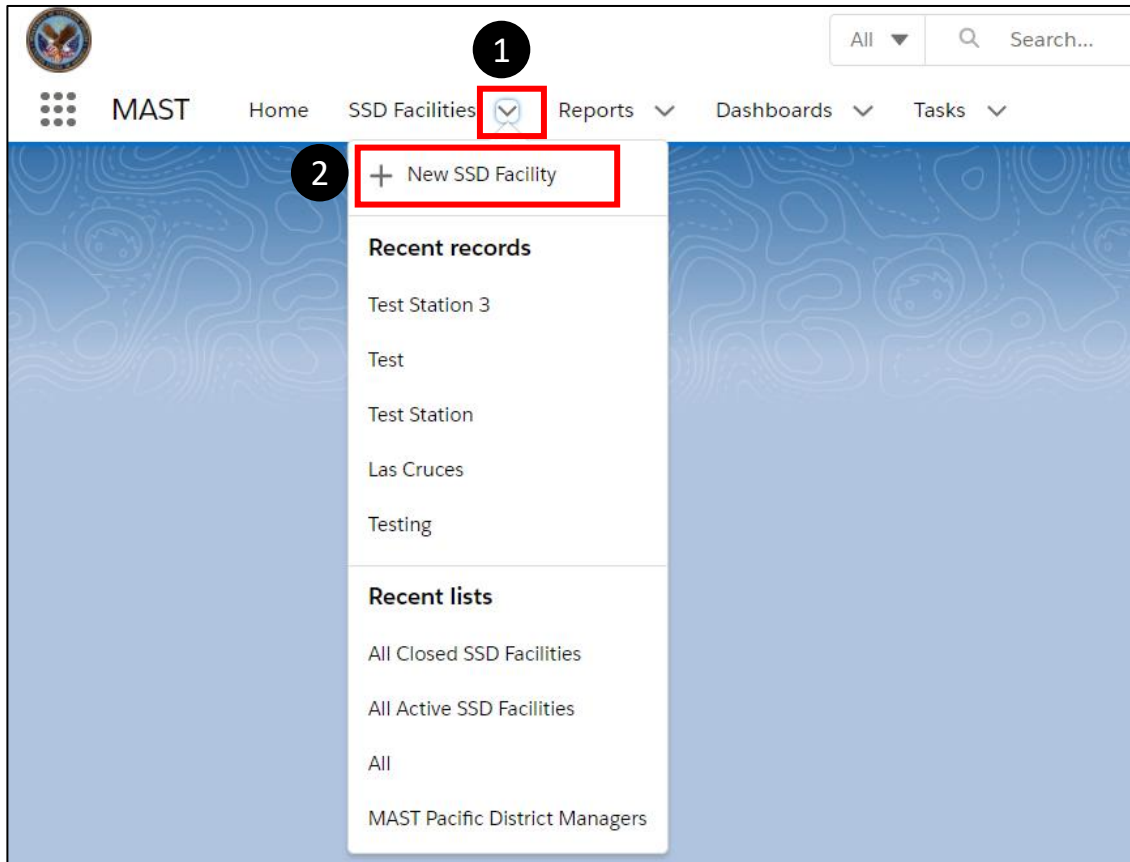 1
All
Search...
MAST Home SSD Facilities Reports Dashboards Tasks
2
New SSD Facility
Recent records
Test Station 3
Test
Test Station
Las Cruces
Testing
Recent lists
All Closed SSD Facilities
All Active SSD Facilities
All
MAST Pacific District Managers